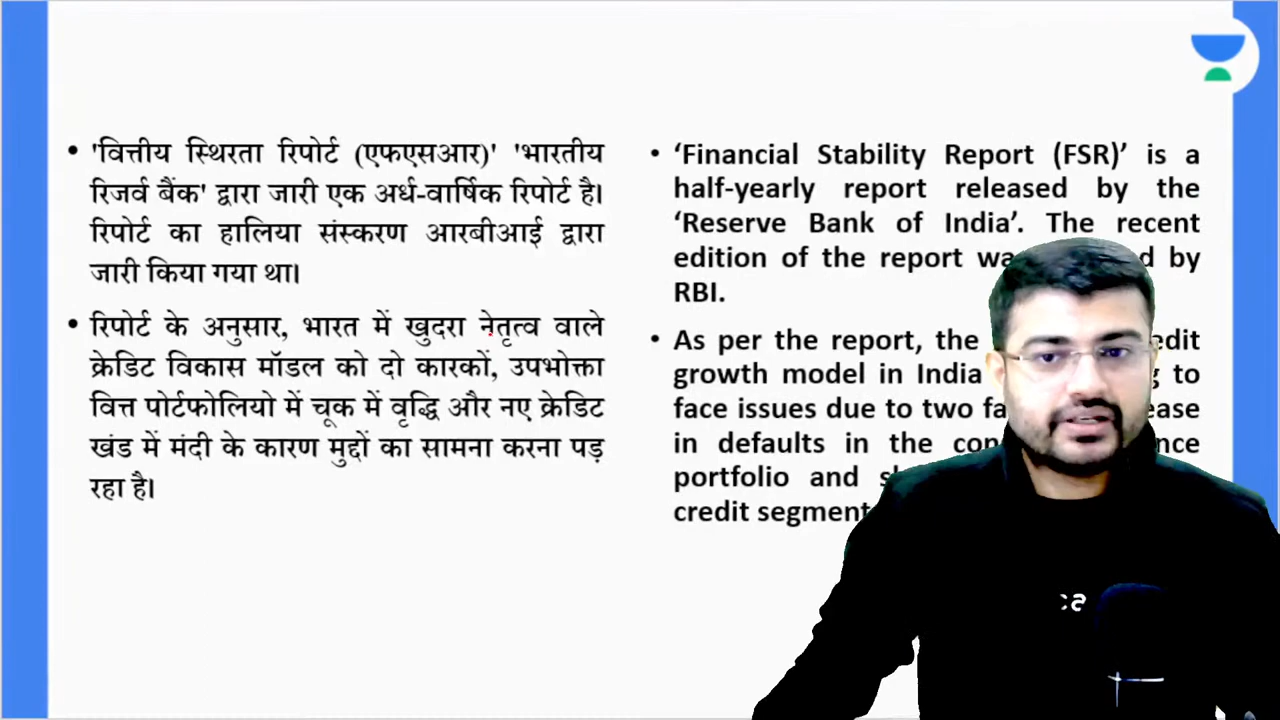 • 'वित्तीय स्थिरता रिपोर्ट (एफएसआर)' 'भारतीय
रिजर्व बैंक' द्वारा जारी एक अर्ध-वार्षिक रिपोर्ट है।
रिपोर्ट का हालिया संस्करण आरबीआई द्वारा
जारी किया गया था।
• रिपोर्ट के अनुसार, भारत में खुदरा नेतृत्व वाले
क्रेडिट विकास मॉडल को दो कारकों, उपभोक्ता
वित्त पोर्टफोलियो में चूक में वृद्धि और नए क्रेडिट
खंड में मंदी के कारण मुद्दों का सामना करना पड़
रहा है।
• ‘Financial Stability Report (FSR)’ is a
half-yearly report released by the
‘Reserve Bank of India’. The recent
edition of the report by
RBI.
• As per the report, the
growth model in India to
face issues due to two
in defaults in the
portfolio and
credit segment